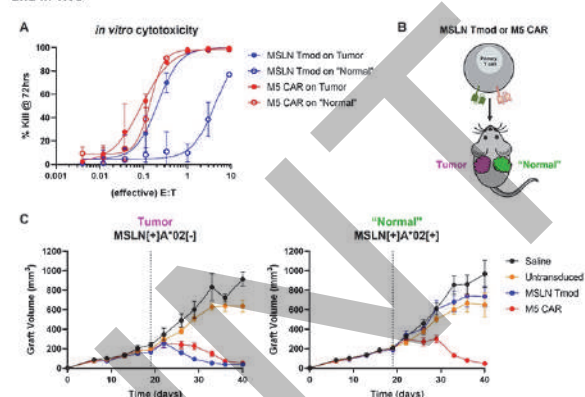 A
in vitro cytotoxicity
% Kill @ 72hrs
100
80
60
40
20
0
0.001
0.01
0.1
1
10
(effective) E:T
MSLN Tmod on Tumor
MSLN Tmod on "Normal"
M5 CAR on Tumor
M5 CAR on "Normal"
B
MSLN Tmod or M5 CAR
Primary
T cell
Tumor
"Normal"
C
Tumor
MSLN[+]A*02[-]
Graft Volume (mm³)
1200
1000
800
600
400
200
0
0
10
20
30
40
Time (days)
"Normal"
MSLN[+]A*02[+]
Graft Volume (mm³)
1200
1000
800
600
400
200
0
0
10
20
30
40
Time (days)
Saline
Untransduced
MSLN Tmod
M5 CAR